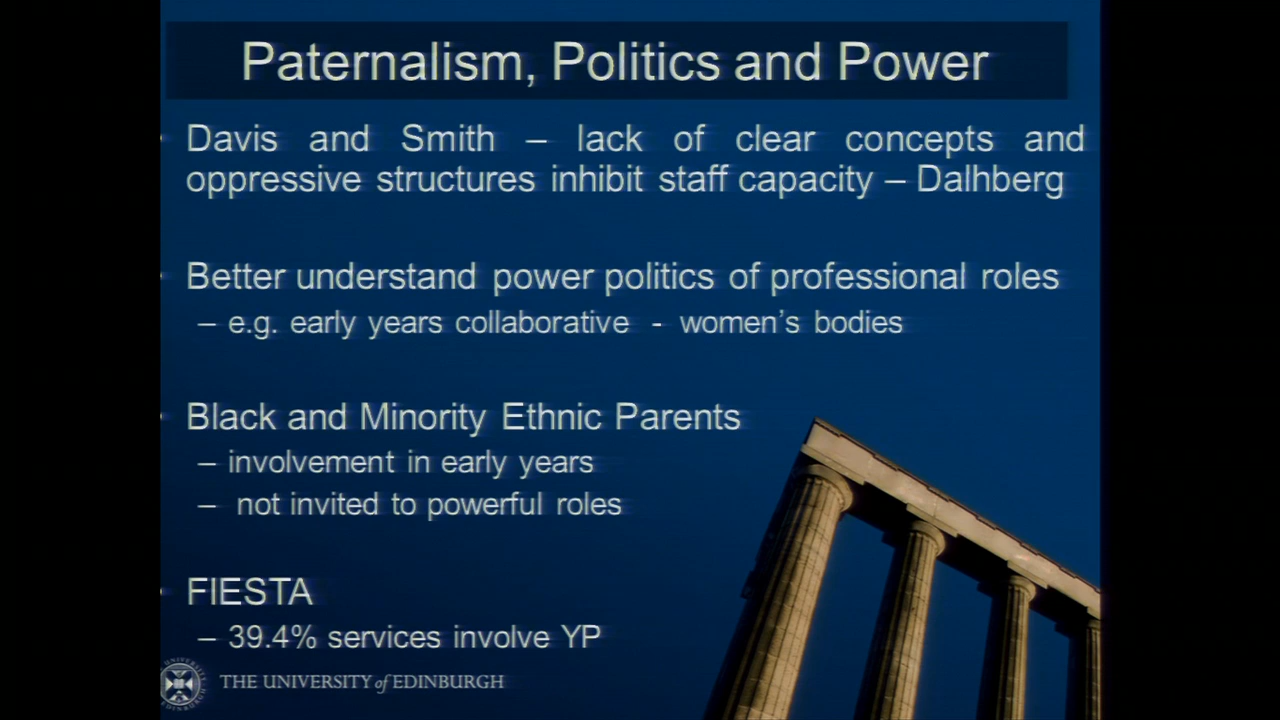 Paternalism, Politics and Power
Davis and Smith – lack of clear concepts and
oppressive structures inhibit staff capacity – Dalhberg
Better understand power politics of professional roles
– e.g. early years collaborative - women's bodies
Black and Minority Ethnic Parents
– involvement in early years
– not invited to powerful roles
FIESTA
– 39.4% services involve YP
THE UNIVERSITY of EDINBURGH